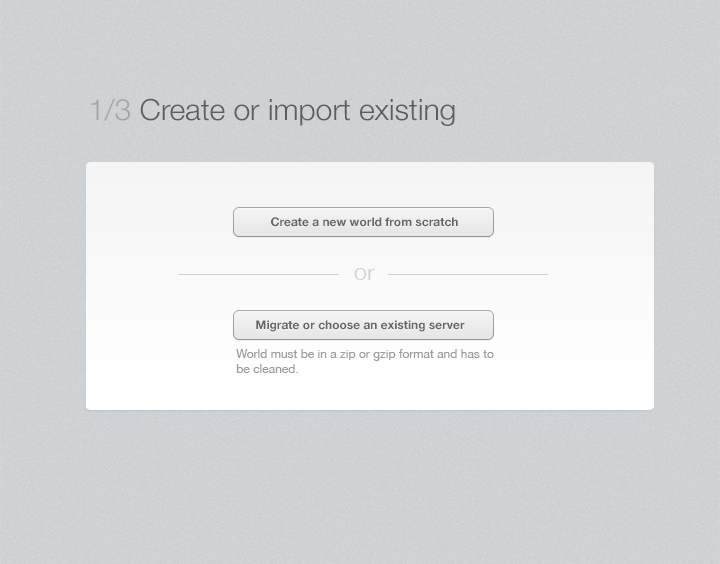 1/3 Create or import existing
Create a new world from scratch
or
Migrate or choose an existing server
World must be in a zip or gzip format and has to
be cleaned.